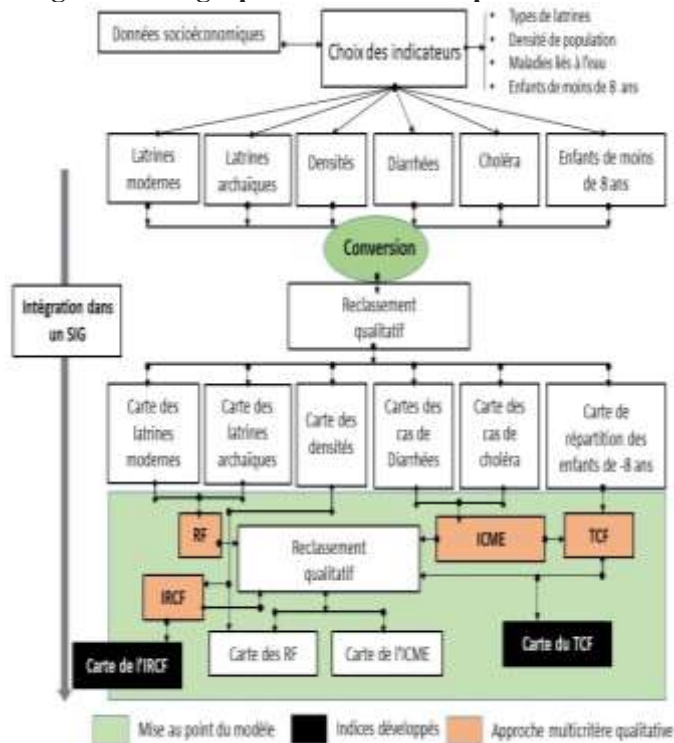 Données socioéconomiques
Choix des indicateurs
• Types de latrines
• Densité de population
• Maladies liés à l'eau
• Enfants de moins de 8 ans
Latrines
modernes
Latrines
archaïques
Densités
Diarrhées
Choléra
Enfants de moins
de 8 ans
Conversion
Intégration dans
un SIG
Reclassement
qualitatif
Carte des
latrines
modernes
Carte des
latrines
archaïques
Carte des
densités
Cartes des
cas de
Diarrhées
Carte des
cas de
choléra
Carte de
répartition des
enfants de -8 ans
RF
Reclassement
qualitatif
ICME
TCF
IRCF
Carte de l'IRCF
Carte des RF
Carte de l'ICME
Carte du TCF
Mise au point du modèle
Indices développés
Approche multicritère qualitative